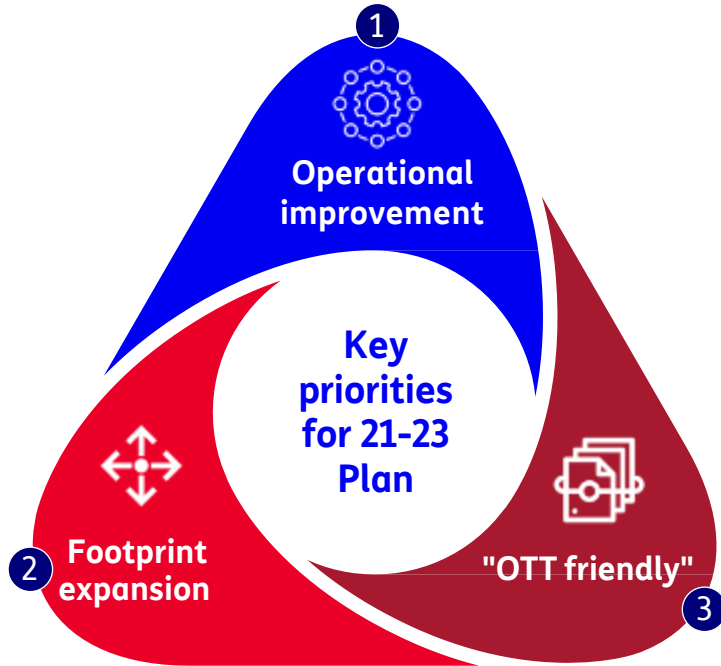 1
Operational
improvement
Key
priorities
for 21-23
Plan
2
Footprint
expansion
"OTT friendly"
3